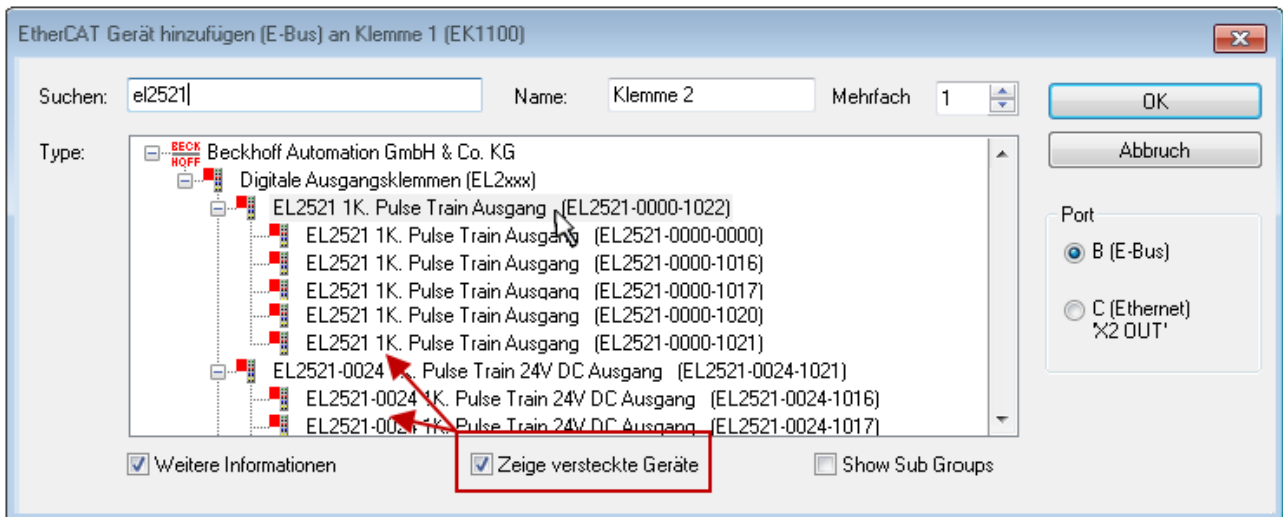 EtherCAT Gerät hinzufügen (E-Bus) an Klemme 1 (EK1100)
Suchen: el2521 Name: Klemme 2 Mehrfach 1 OK
Abbruch
Type: BECKHOFF Beckhoff Automation GmbH & Co. KG
Digitale Ausgangsklemmen (EL2xxx)
EL2521 1K. Pulse Train Ausgang (EL2521-0000-1022)
EL2521 1K. Pulse Train Ausgang (EL2521-0000-0000)
EL2521 1K. Pulse Train Ausgang (EL2521-0000-1016)
EL2521 1K. Pulse Train Ausgang (EL2521-0000-1017)
EL2521 1K. Pulse Train Ausgang (EL2521-0000-1020)
EL2521 1K. Pulse Train Ausgang (EL2521-0000-1021)
EL2521-0024 1K. Pulse Train 24V DC Ausgang (EL2521-0024-1021)
EL2521-0024 1K. Pulse Train 24V DC Ausgang (EL2521-0024-1016)
EL2521-0024 1K. Pulse Train 24V DC Ausgang (EL2521-0024-1017)
Port
B (E-Bus)
C (Ethernet)
'X2 OUT'
Weitere Informationen Zeige versteckte Geräte Show Sub Groups